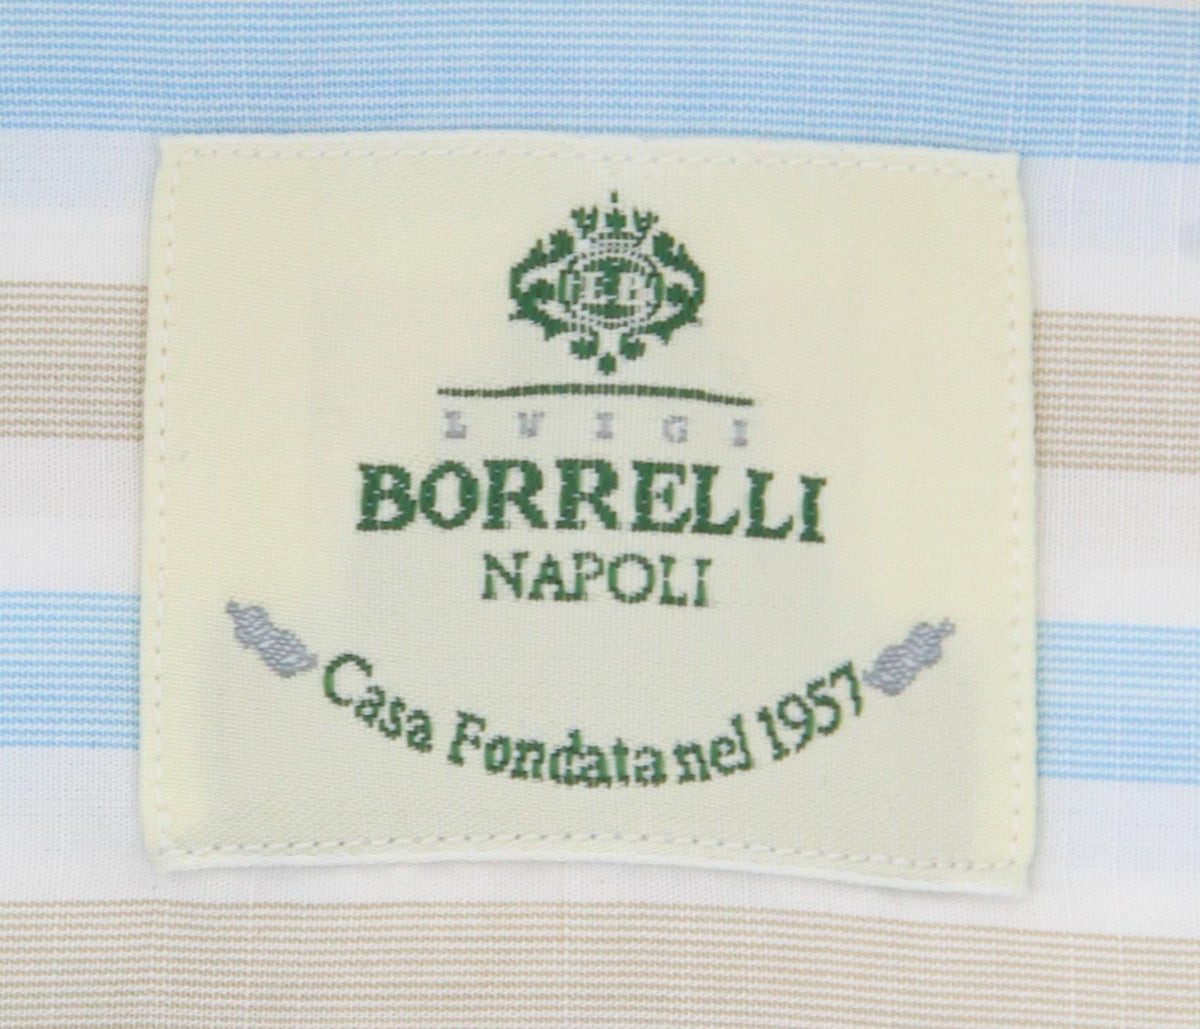 LUIGI
BORRELLI
NAPOLI
Casa Fondata nel 1957